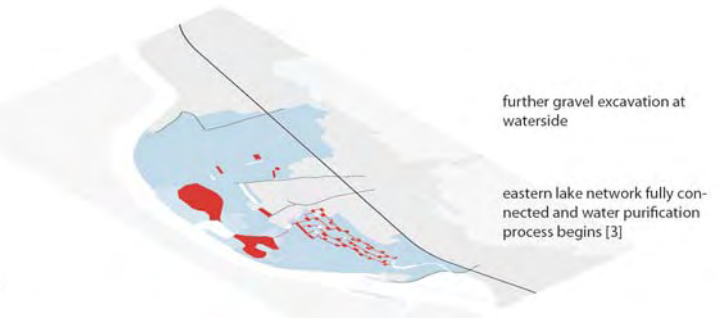 further gravel excavation at
waterside
eastern lake network fully con-
nected and water purification
process begins [3]